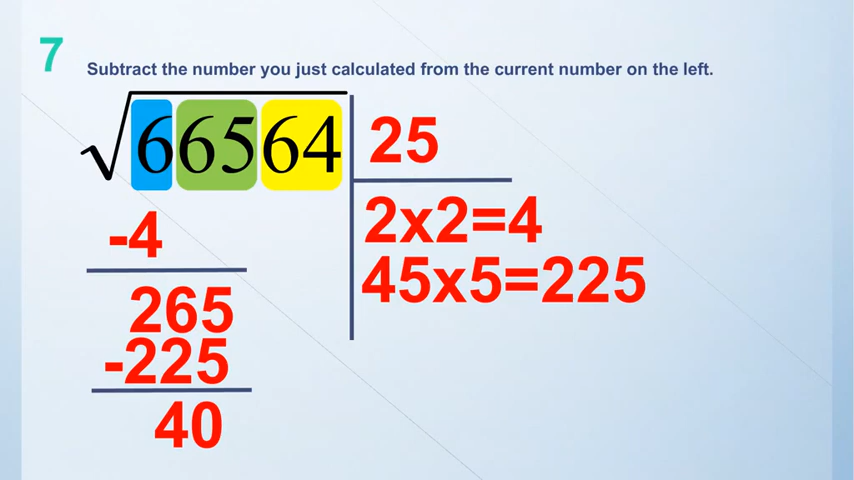 7
Subtract the number you just calculated from the current number on the left.
√66564 25
2x2=4
-4
45x5=225
265
-225
40